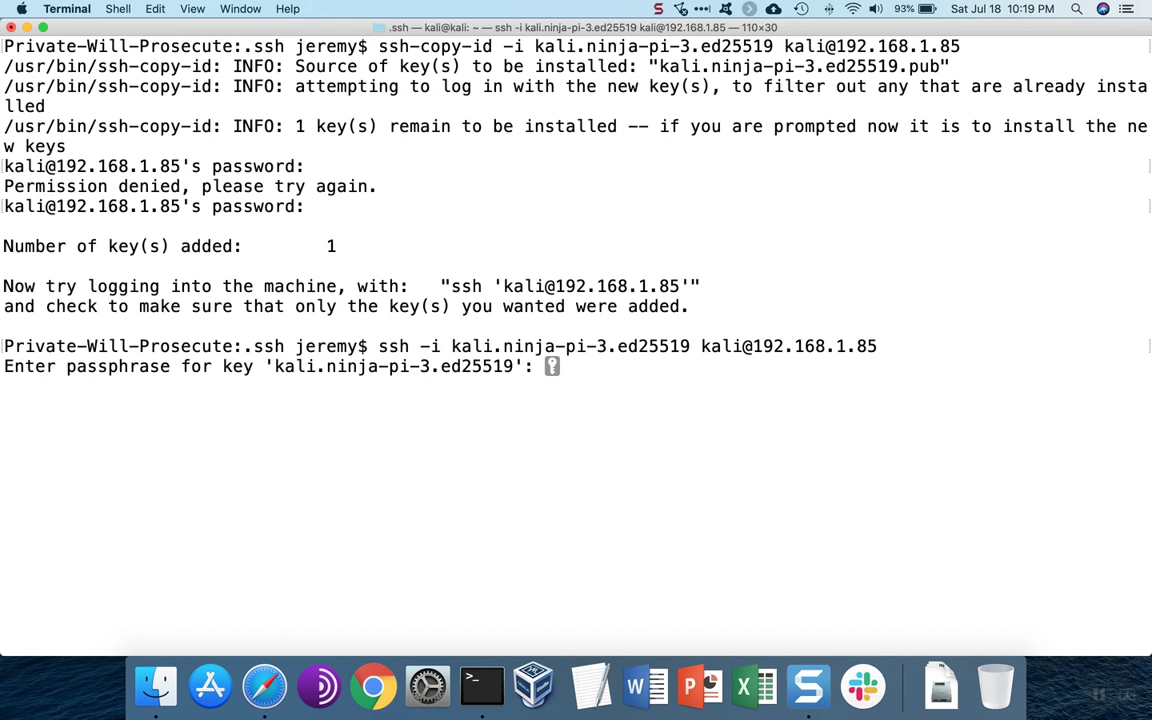 Terminal Shell Edit View Window Help 93% Sat Jul 18 10:19 PM
.ssh — kali@kali: ~ — ssh -i kali.ninja-pi-3.ed25519 kali@192.168.1.85 — 110×30
Private-Will-Prosecute:.ssh jeremy$ ssh-copy-id -i kali.ninja-pi-3.ed25519 kali@192.168.1.85
/usr/bin/ssh-copy-id: INFO: Source of key(s) to be installed: "kali.ninja-pi-3.ed25519.pub"
/usr/bin/ssh-copy-id: INFO: attempting to log in with the new key(s), to filter out any that are already insta
lled
/usr/bin/ssh-copy-id: INFO: 1 key(s) remain to be installed -- if you are prompted now it is to install the ne
w keys
kali@192.168.1.85's password:
Permission denied, please try again.
kali@192.168.1.85's password:
Number of key(s) added: 1
Now try logging into the machine, with: "ssh 'kali@192.168.1.85'"
and check to make sure that only the key(s) you wanted were added.
Private-Will-Prosecute:.ssh jeremy$ ssh -i kali.ninja-pi-3.ed25519 kali@192.168.1.85
Enter passphrase for key 'kali.ninja-pi-3.ed25519':